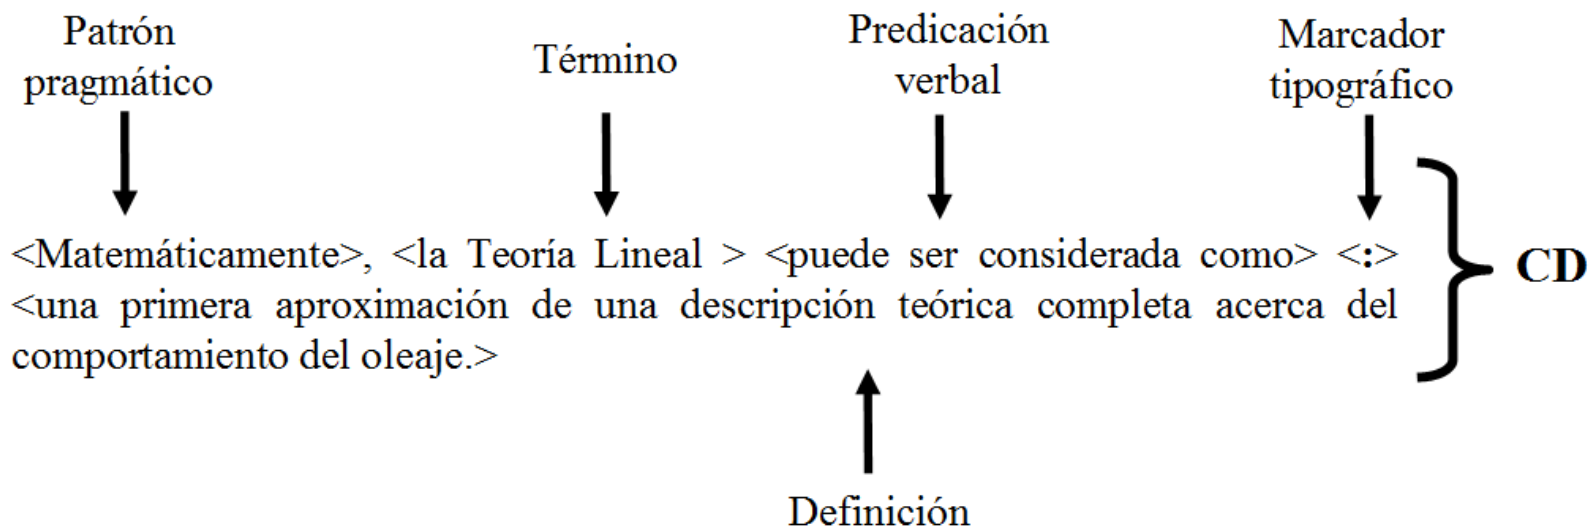 Patrón
pragmático
Término
Predicación
verbal
Marcador
tipográfico
<Matemáticamente>, <la Teoría Lineal > <puede ser considerada como> <:>
<una primera aproximación de una descripción teórica completa acerca del
comportamiento del oleaje.>
CD
Definición